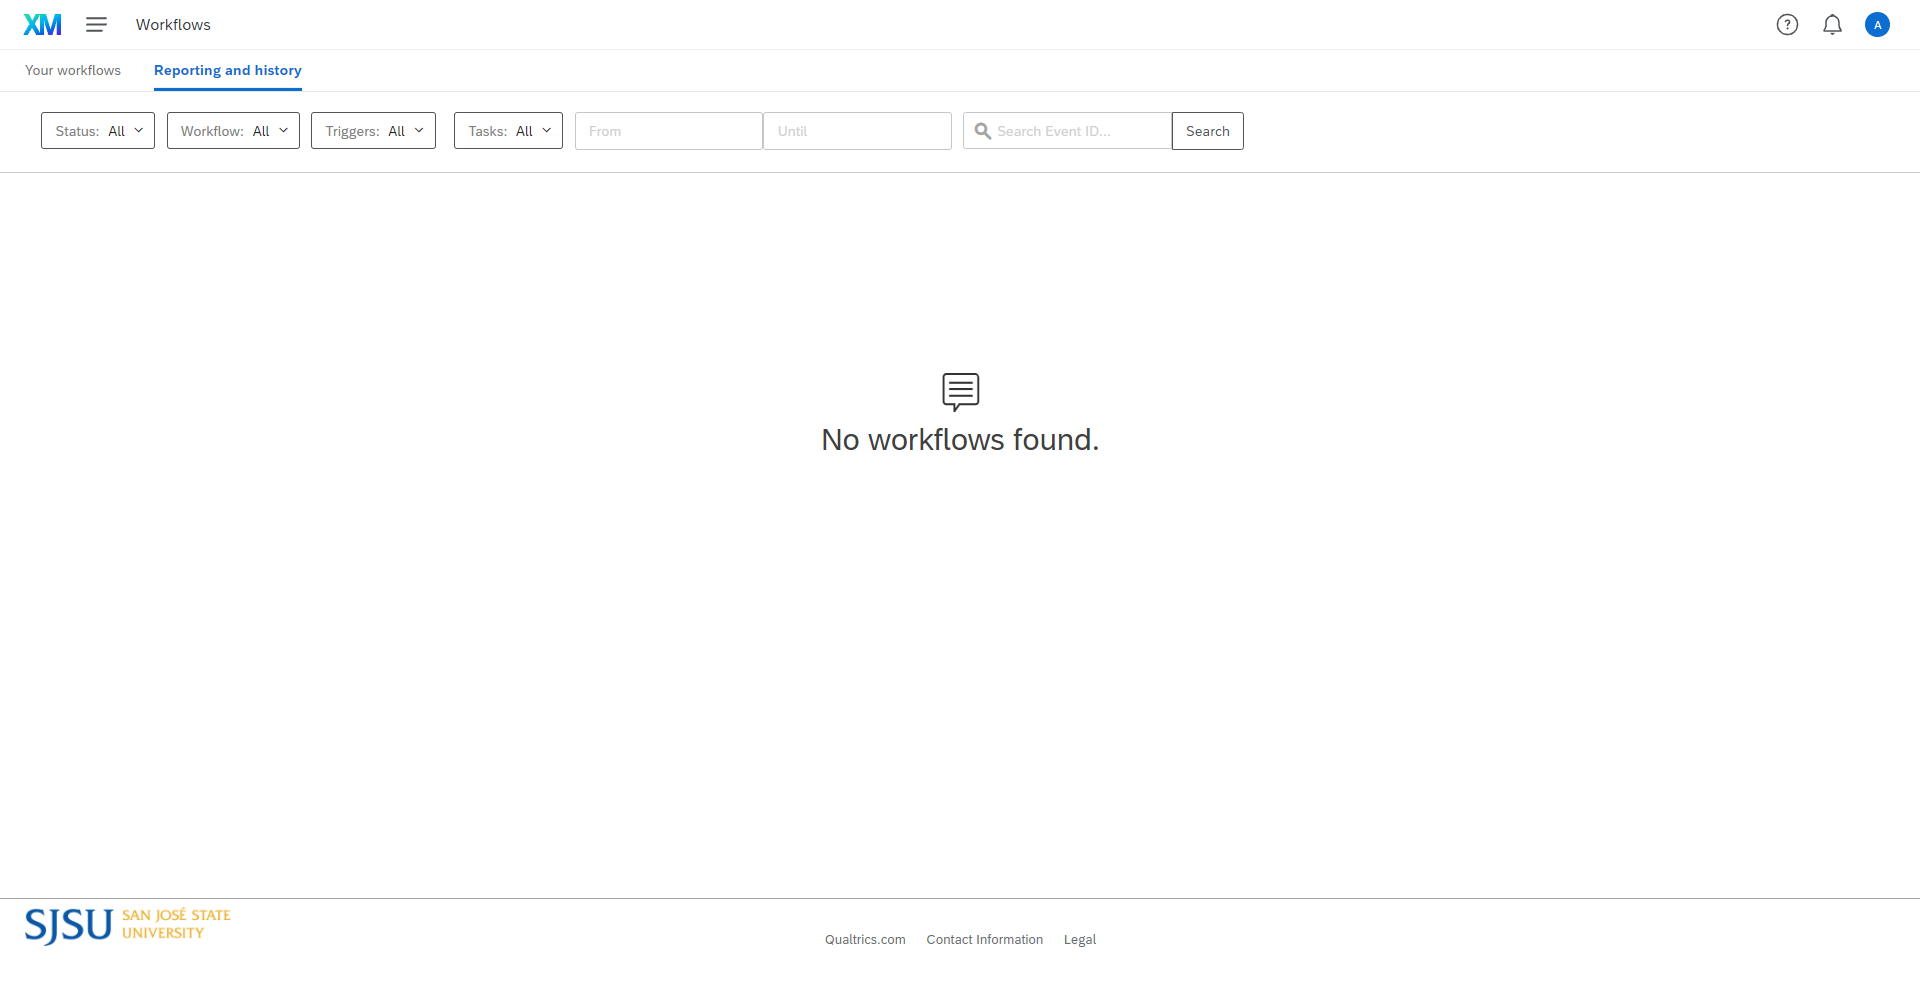 XM Workflows ? A
Your workflows Reporting and history
Status: All Workflow: All Triggers: All Tasks: All From Until Search Event ID... Search
No workflows found.
SJSU SAN JOSÉ STATE
UNIVERSITY
Qualtrics.com Contact Information Legal